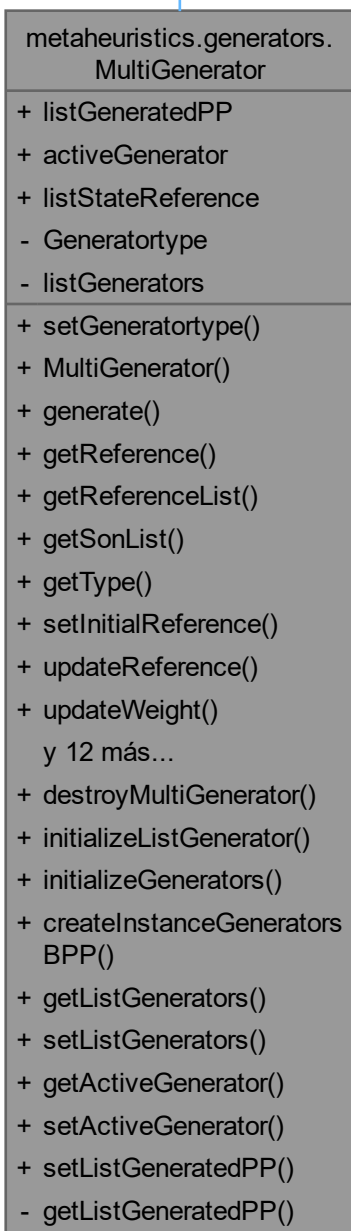 metaheuristics.generators.
MultiGenerator
+ listGeneratedPP
+ activeGenerator
+ listStateReference
- Generatortype
- listGenerators
+ setGeneratortype()
+ MultiGenerator()
+ generate()
+ getReference()
+ getReferenceList()
+ getSonList()
+ getType()
+ setInitialReference()
+ updateReference()
+ updateWeight()
y 12 más...
+ destroyMultiGenerator()
+ initializeListGenerator()
+ initializeGenerators()
+ createInstanceGenerators
BPP()
+ getListGenerators()
+ setListGenerators()
+ getActiveGenerator()
+ setActiveGenerator()
+ setListGeneratedPP()
- getListGeneratedPP()